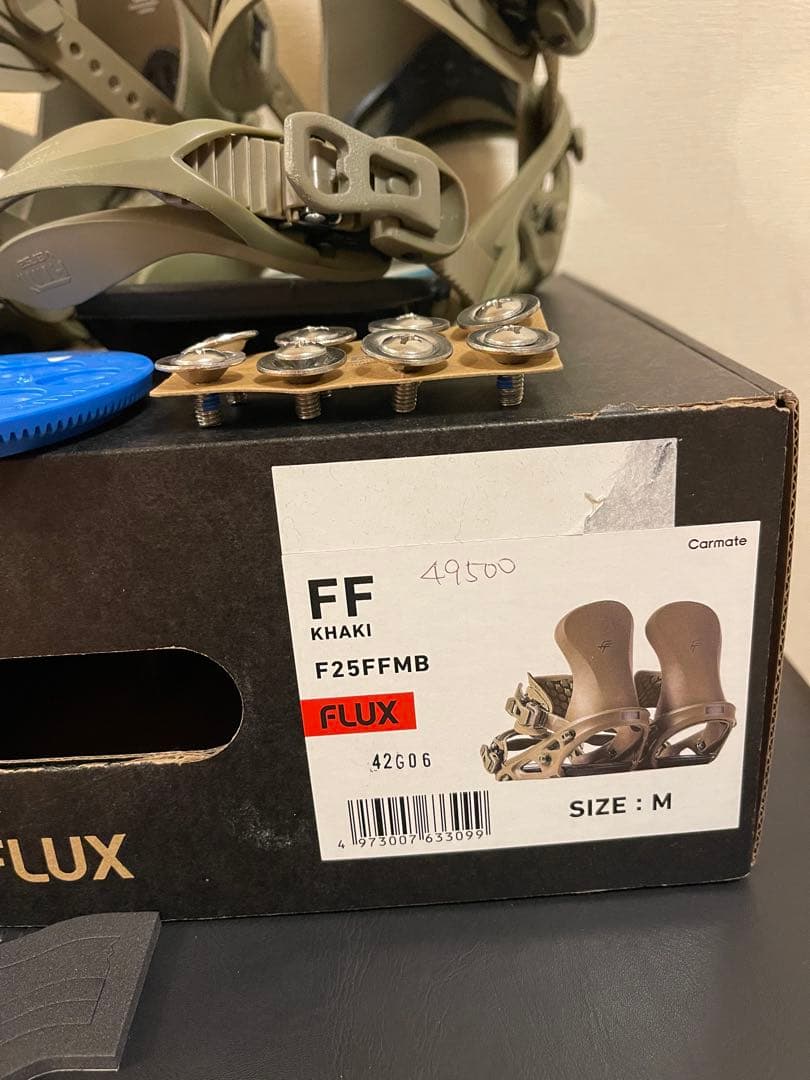 Carmate
49500
FF
KHAKI
F25FFMB
FLUX
42G06
SIZE : M
4 973007 633099
FLUX